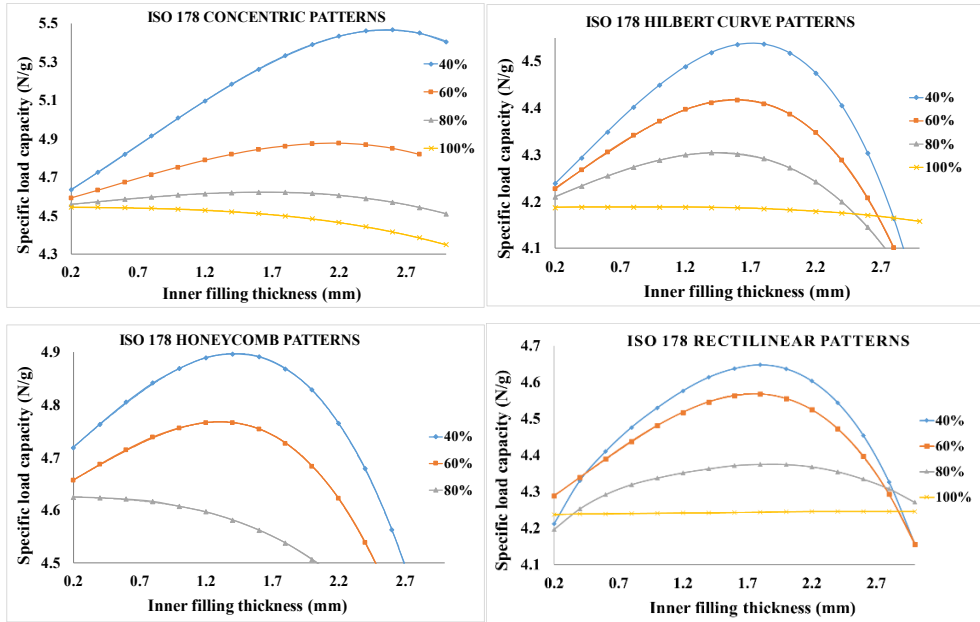 ISO 178 CONCENTRIC PATTERNS
Specific load capacity (N/g)
5.5
5.3
5.1
4.9
4.7
4.5
4.3
0.2 0.7 1.2 1.7 2.2 2.7
Inner filling thickness (mm)
40%
60%
80%
100%
ISO 178 HILBERT CURVE PATTERNS
Specific load capacity (N/g)
4.5
4.4
4.3
4.2
4.1
0.2 0.7 1.2 1.7 2.2 2.7
Inner filling thickness (mm)
40%
60%
80%
100%
ISO 178 HONEYCOMB PATTERNS
Specific load capacity (N/g)
4.9
4.8
4.7
4.6
4.5
0.2 0.7 1.2 1.7 2.2 2.7
Inner filling thickness (mm)
40%
60%
80%
ISO 178 RECTILINEAR PATTERNS
Specific load capacity (N/g)
4.7
4.6
4.5
4.4
4.3
4.2
4.1
0.2 0.7 1.2 1.7 2.2 2.7
Inner filling thickness (mm)
40%
60%
80%
100%